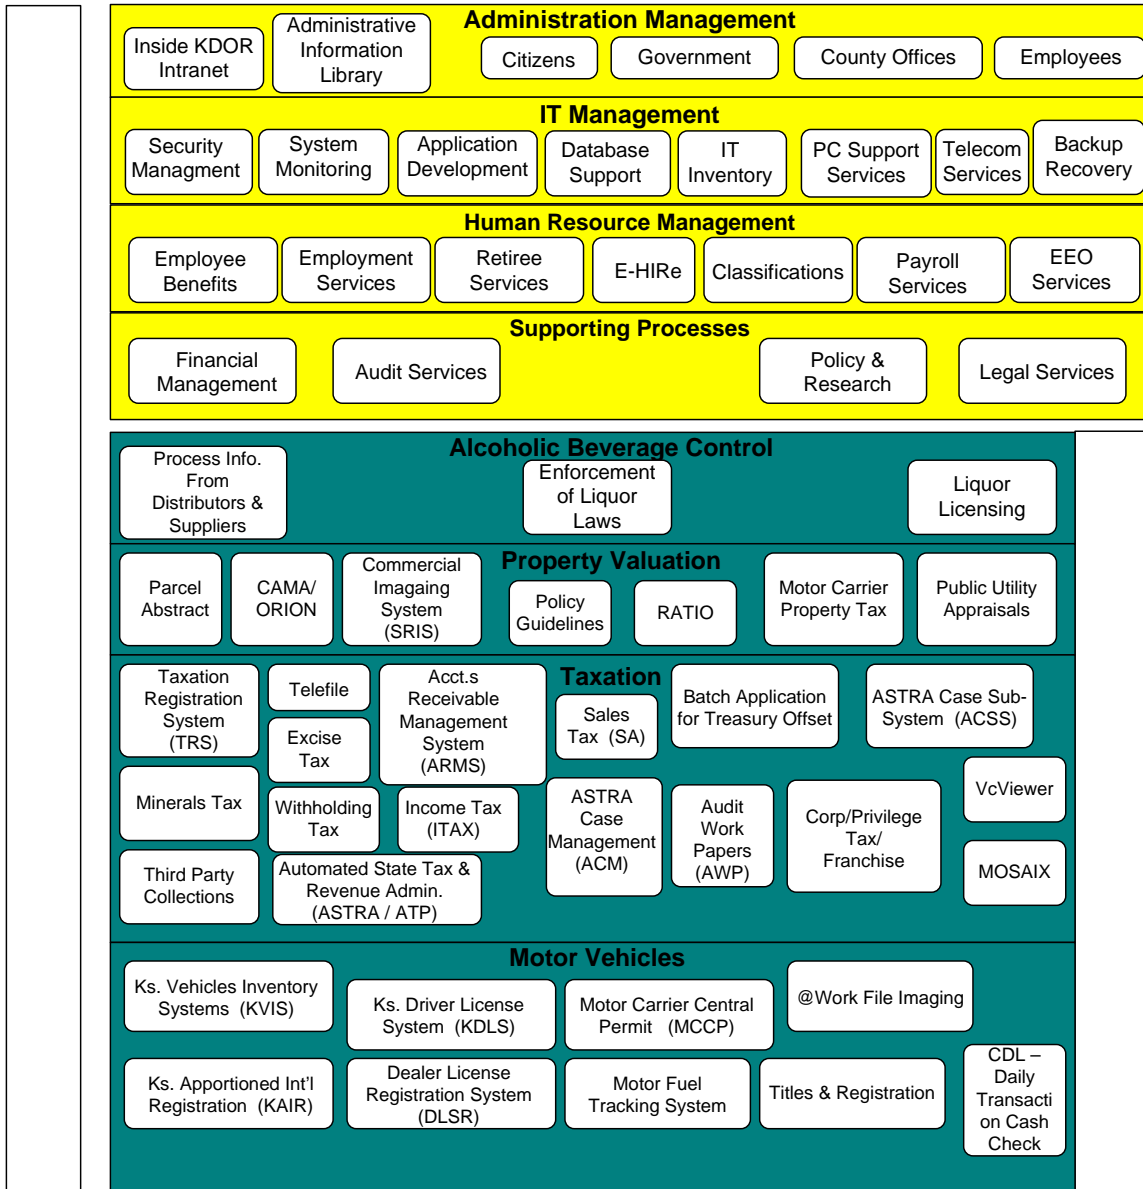 Administration Management
Inside KDOR
Intranet
Administrative
Information
Library
Citizens
Government
County Offices
Employees
IT Management
Security
Managment
System
Monitoring
Application
Development
Database
Support
IT
Inventory
PC Support
Services
Telecom
Services
Backup
Recovery
Human Resource Management
Employee
Benefits
Employment
Services
Retiree
Services
E-HIRe
Classifications
Payroll
Services
EEO
Services
Supporting Processes
Financial
Management
Audit Services
Policy &
Research
Legal Services
Alcoholic Beverage Control
Process Info.
From
Distributors &
Suppliers
Enforcement
of Liquor
Laws
Liquor
Licensing
Property Valuation
Parcel
Abstract
CAMA/
ORION
Commercial
Imagaing
System
(SRIS)
Policy
Guidelines
RATIO
Motor Carrier
Property Tax
Public Utility
Appraisals
Taxation
Taxation
Registration
System
(TRS)
Telefile
Excise
Tax
Acct.s
Receivable
Management
System
(ARMS)
Sales
Tax (SA)
Batch Application
for Treasury Offset
ASTRA Case Sub-
System (ACSS)
Minerals Tax
Withholding
Tax
Income Tax
(ITAX)
ASTRA
Case
Management
(ACM)
Audit
Work
Papers
(AWP)
Corp/Privilege
Tax/
Franchise
VcViewer
Third Party
Collections
Automated State Tax &
Revenue Admin.
(ASTRA / ATP)
MOSAIX
Motor Vehicles
Ks. Vehicles Inventory
Systems (KVIS)
Ks. Driver License
System (KDLS)
Motor Carrier Central
Permit (MCCP)
@Work File Imaging
Ks. Apportioned Int'l
Registration (KAIR)
Dealer License
Registration System
(DLSR)
Motor Fuel
Tracking System
Titles & Registration
CDL –
Daily
Transacti
on Cash
Check